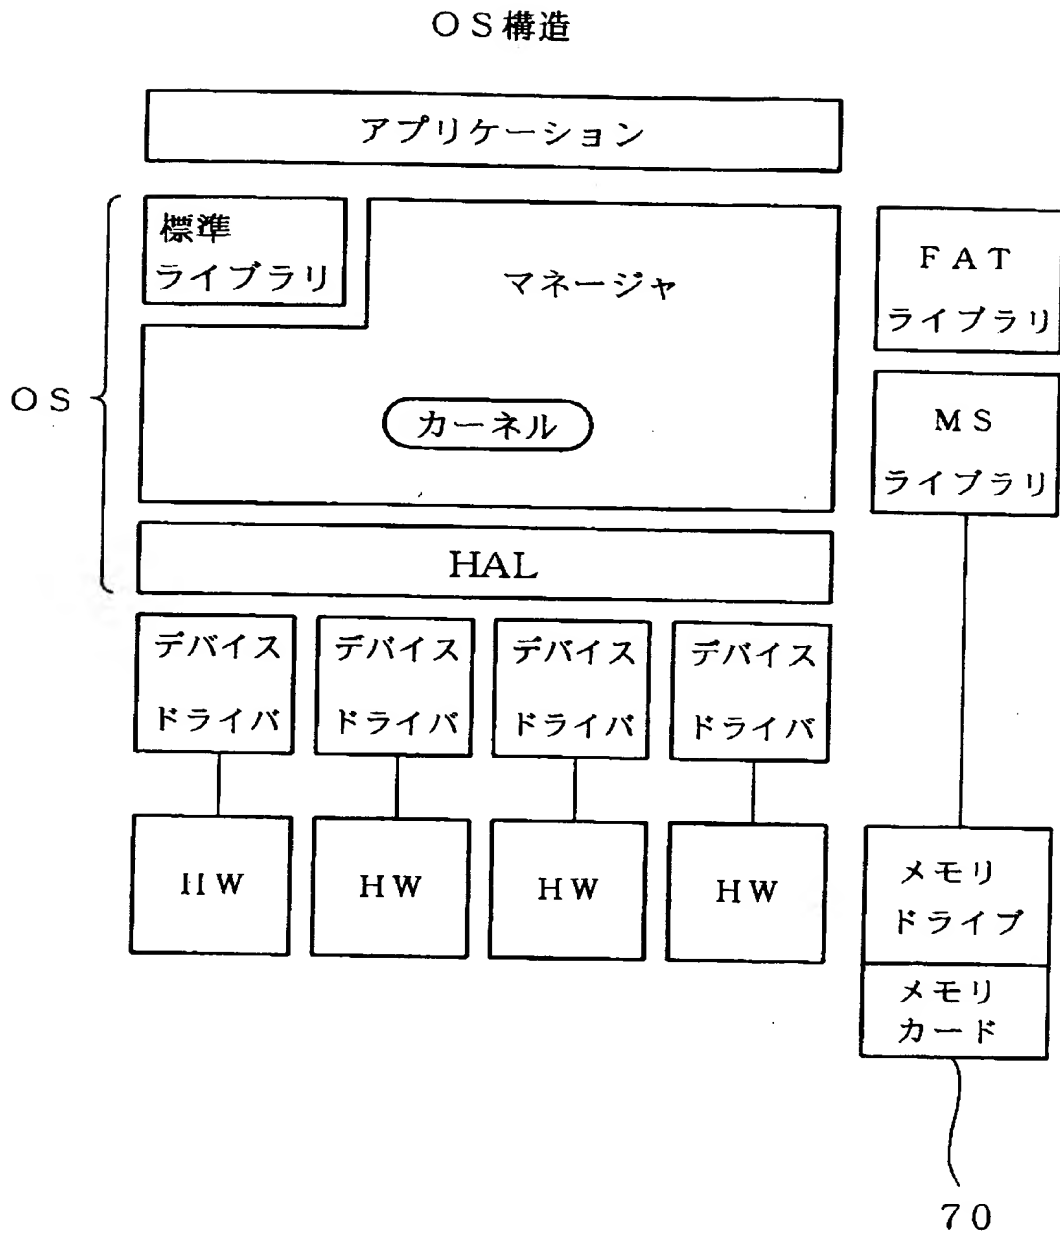 OS構造
アプリケーション
標準
ライブラリ
マネージャ
カーネル
OS
HAL
FAT
ライブラリ
MS
ライブラリ
デバイス
ドライバ
デバイス
ドライバ
デバイス
ドライバ
デバイス
ドライバ
HW
HW
HW
HW
メモリ
ドライブ
メモリ
カード
70